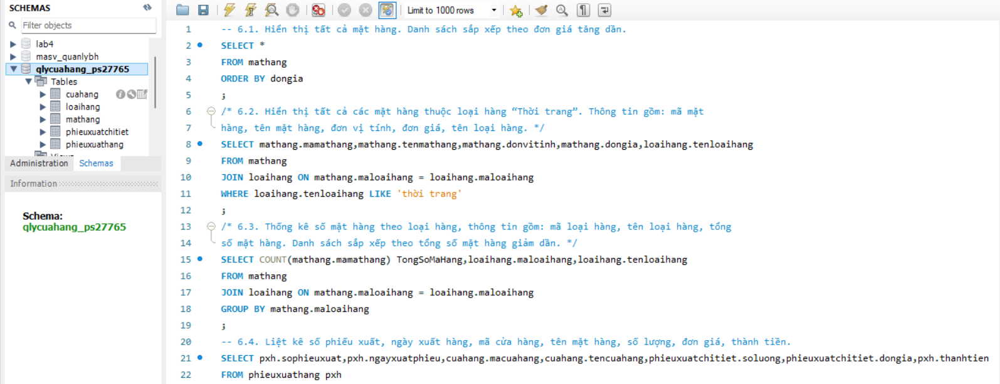 SCHEMAS
Filter objects
lab4
masv_quanlybh
qlycuahang_ps27765
Tables
cuahang
loaihang
mathang
phieuxuatchitiet
phieuxuathang
Views
Administration Schemas
Information
Schema:
qlycuahang_ps27765
Limit to 1000 rows
1 -- 6.1. Hiển thị tất cả mặt hàng. Danh sách sắp xếp theo đơn giá tăng dần.
2 SELECT *
3 FROM mathang
4 ORDER BY dongia
5 ;
6 /* 6.2. Hiển thị tất cả các mặt hàng thuộc loại hàng “Thời trang”. Thông tin gồm: mã mặt
7 hàng, tên mặt hàng, đơn vị tính, đơn giá, tên loại hàng. */
8 SELECT mathang.mamathang,mathang.tenmathang,mathang.donvitinh,mathang.dongia,loaihang.tenloaihang
9 FROM mathang
10 JOIN loaihang ON mathang.maloaihang = loaihang.maloaihang
11 WHERE loaihang.tenloaihang LIKE 'thời trang'
12 ;
13 /* 6.3. Thống kê số mặt hàng theo loại hàng, thông tin gồm: mã loại hàng, tên loại hàng, tổng
14 số mặt hàng. Danh sách sắp xếp theo tổng số mặt hàng giảm dần. */
15 SELECT COUNT(mathang.mamathang) TongSoMaHang,loaihang.maloaihang,loaihang.tenloaihang
16 FROM mathang
17 JOIN loaihang ON mathang.maloaihang = loaihang.maloaihang
18 GROUP BY mathang.maloaihang
19 ;
20 -- 6.4. Liệt kê số phiếu xuất, ngày xuất hàng, mã cửa hàng, tên mặt hàng, số lượng, đơn giá, thành tiền.
21 SELECT pxh.sophieuxuat,pxh.ngayxuatphieu,cuahang.macuahang,cuahang.tencuahang,phieuxuatchitiet.soluong,phieuxuatchitiet.dongia,pxh.thanhtien
22 FROM phieuxuathang pxh